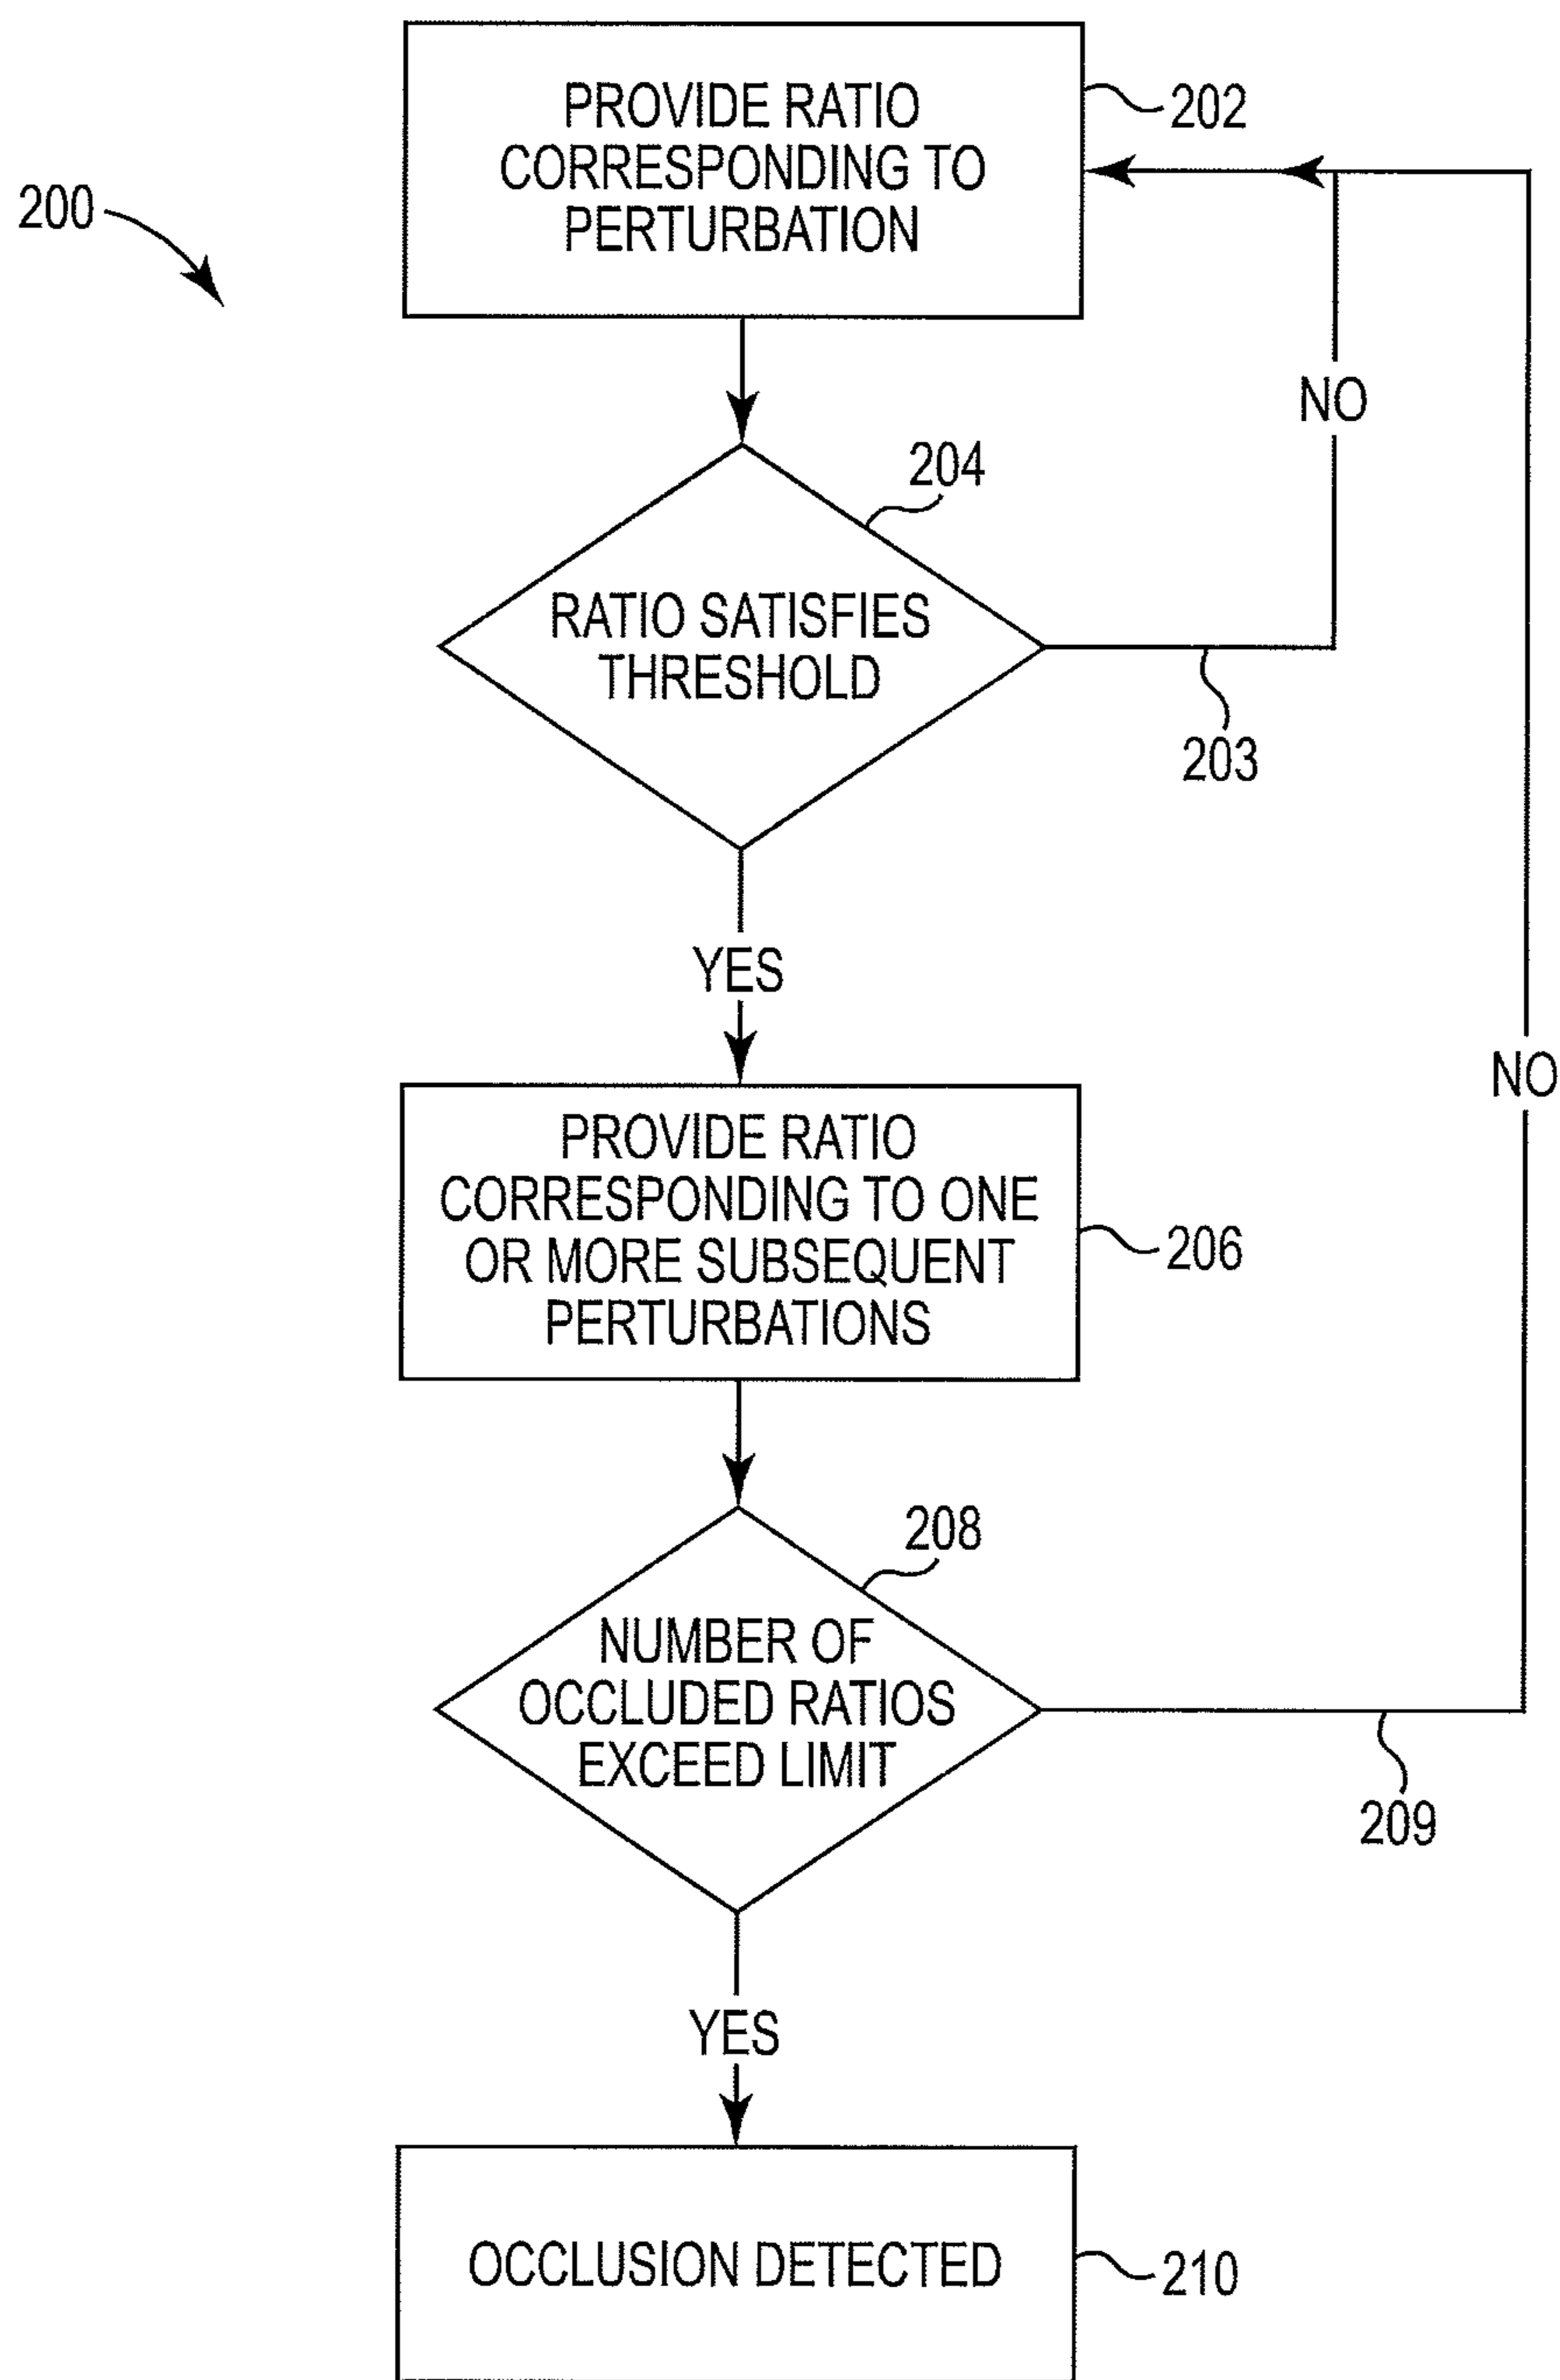 PROVIDE RATIO
CORRESPONDING TO
PERTURBATION
202
200
NO
204
RATIO SATISFIES
THRESHOLD
203
YES
NO
PROVIDE RATIO
CORRESPONDING TO ONE
OR MORE SUBSEQUENT
PERTURBATIONS
206
208
NUMBER OF
OCCLUDED RATIOS
EXCEED LIMIT
209
YES
OCCLUSION DETECTED
210